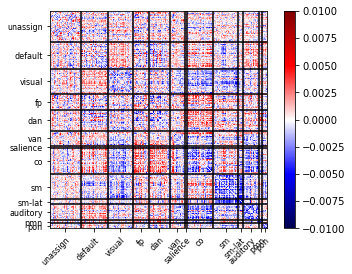 unassign
default
visual
fp
dan
van
salience
co
sm
sm-lat
auditory
pmn
pon
unassign
default
visual
fp
dan
van
salience
co
sm
sm-lat
auditory
0.0100
0.0075
0.0050
0.0025
0.0000
−0.0025
−0.0050
−0.0075
−0.0100